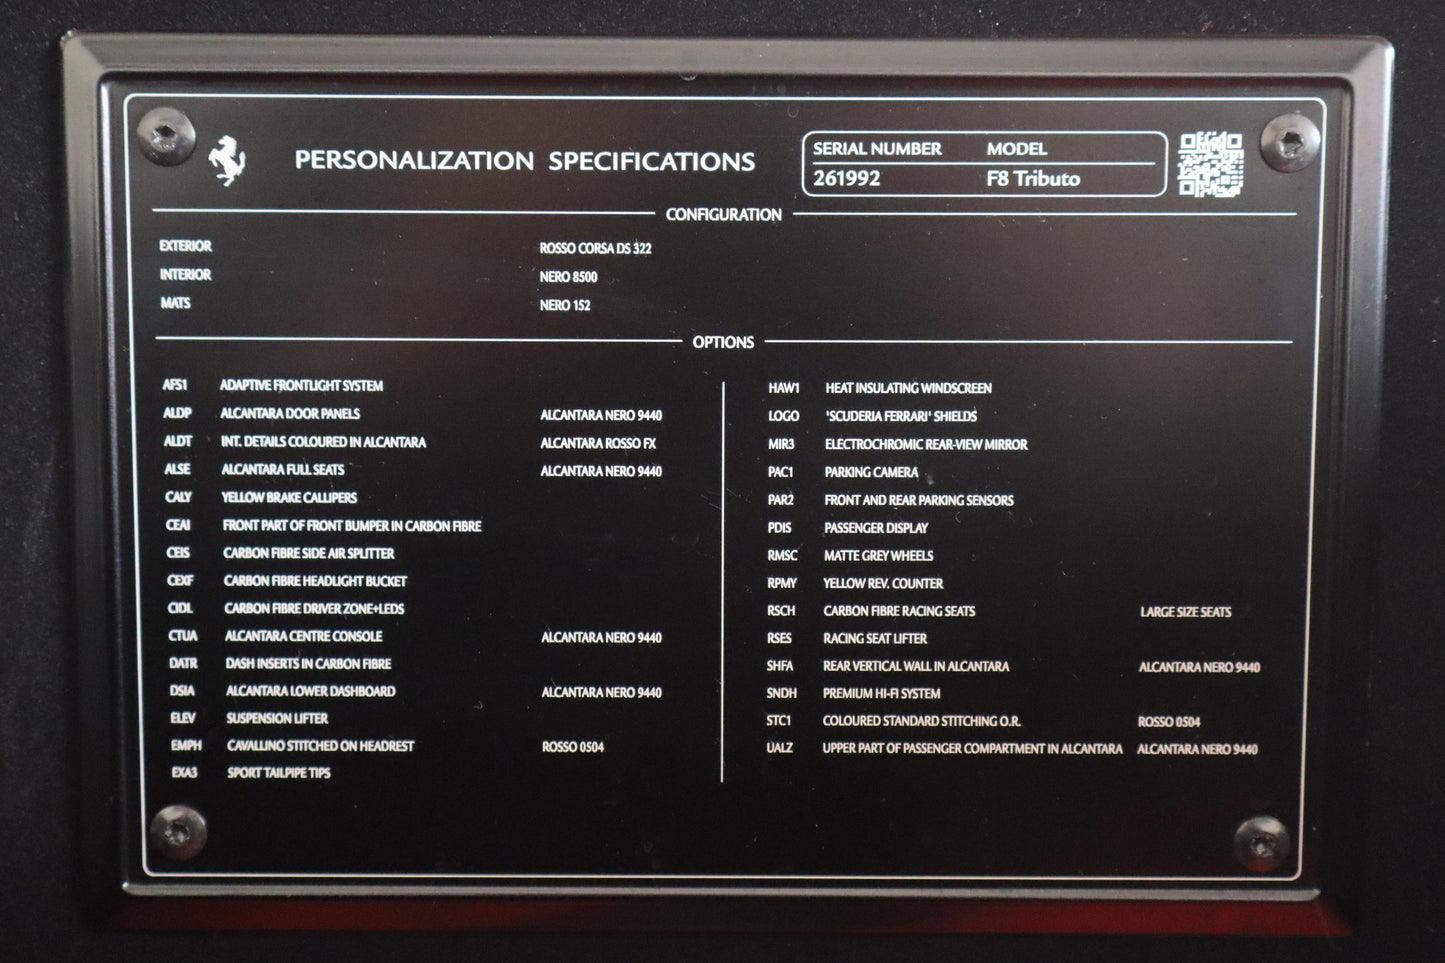 PERSONALIZATION SPECIFICATIONS
SERIAL NUMBER MODEL
261992 F8 Tributo
CONFIGURATION
EXTERIOR ROSSO CORSA DS 322
INTERIOR NERO 8500
MATS NERO 152
OPTIONS
AFS1 ADAPTIVE FRONTLIGHT SYSTEM
ALDP ALCANTARA DOOR PANELS ALCANTARA NERO 9440
ALDT INT. DETAILS COLOURED IN ALCANTARA ALCANTARA ROSSO FX
ALSE ALCANTARA FULL SEATS ALCANTARA NERO 9440
CALY YELLOW BRAKE CALLIPERS
CEAI FRONT PART OF FRONT BUMPER IN CARBON FIBRE
CEIS CARBON FIBRE SIDE AIR SPLITTER
CEXF CARBON FIBRE HEADLIGHT BUCKET
CIDL CARBON FIBRE DRIVER ZONE+LEDS
CTUA ALCANTARA CENTRE CONSOLE ALCANTARA NERO 9440
DATR DASH INSERTS IN CARBON FIBRE
DSIA ALCANTARA LOWER DASHBOARD ALCANTARA NERO 9440
ELEV SUSPENSION LIFTER
EMPH CAVALLINO STITCHED ON HEADREST ROSSO 0504
EXA3 SPORT TAILPIPE TIPS
HAW1 HEAT INSULATING WINDSCREEN
LOGO 'SCUDERIA FERRARI' SHIELDS
MIR3 ELECTROCHROMIC REAR-VIEW MIRROR
PAC1 PARKING CAMERA
PAR2 FRONT AND REAR PARKING SENSORS
PDIS PASSENGER DISPLAY
RMSC MATTE GREY WHEELS
RPMY YELLOW REV. COUNTER
RSCH CARBON FIBRE RACING SEATS LARGE SIZE SEATS
RSES RACING SEAT LIFTER
SHFA REAR VERTICAL WALL IN ALCANTARA ALCANTARA NERO 9440
SNDH PREMIUM HI-FI SYSTEM
STC1 COLOURED STANDARD STITCHING O.R. ROSSO 0504
UALZ UPPER PART OF PASSENGER COMPARTMENT IN ALCANTARA ALCANTARA NERO 9440